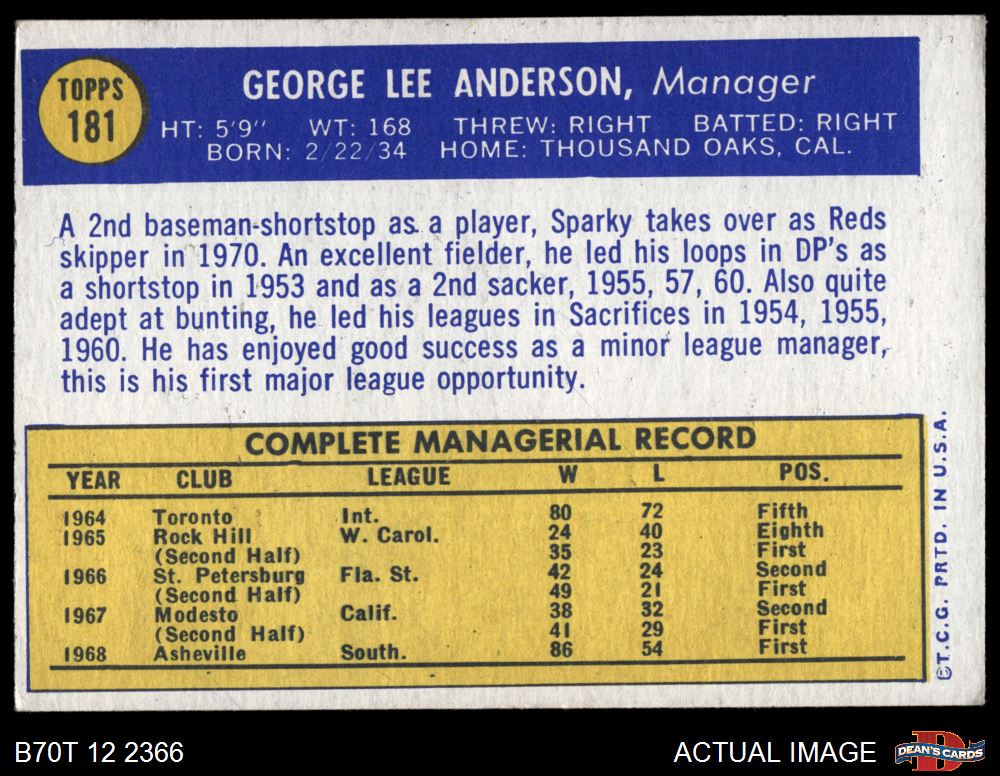 TOPPS
181
GEORGE LEE ANDERSON, Manager
HT: 5'9" WT: 168 THREW: RIGHT BATTED: RIGHT
BORN: 2/22/34 HOME: THOUSAND OAKS, CAL.
A 2nd baseman-shortstop as a player, Sparky takes over as Reds
skipper in 1970. An excellent fielder, he led his loops in DP's as
a shortstop in 1953 and as a 2nd sacker, 1955, 57, 60. Also quite
adept at bunting, he led his leagues in Sacrifices in 1954, 1955,
1960. He has enjoyed good success as a minor league manager,
this is his first major league opportunity.
COMPLETE MANAGERIAL RECORD
YEAR CLUB LEAGUE W L POS.
1964 Toronto Int. 80 72 Fifth
1965 Rock Hill W. Carol. 24 40 Eighth
(Second Half) 35 23 First
1966 St. Petersburg Fla. St. 42 24 Second
(Second Half) 49 21 First
1967 Modesto Calif. 38 32 Second
(Second Half) 41 29 First
1968 Asheville South. 86 54 First
©T.C.G. PRTD. IN U.S.A.
B70T 12 2366
ACTUAL IMAGE
D
DEAN'S CARDS